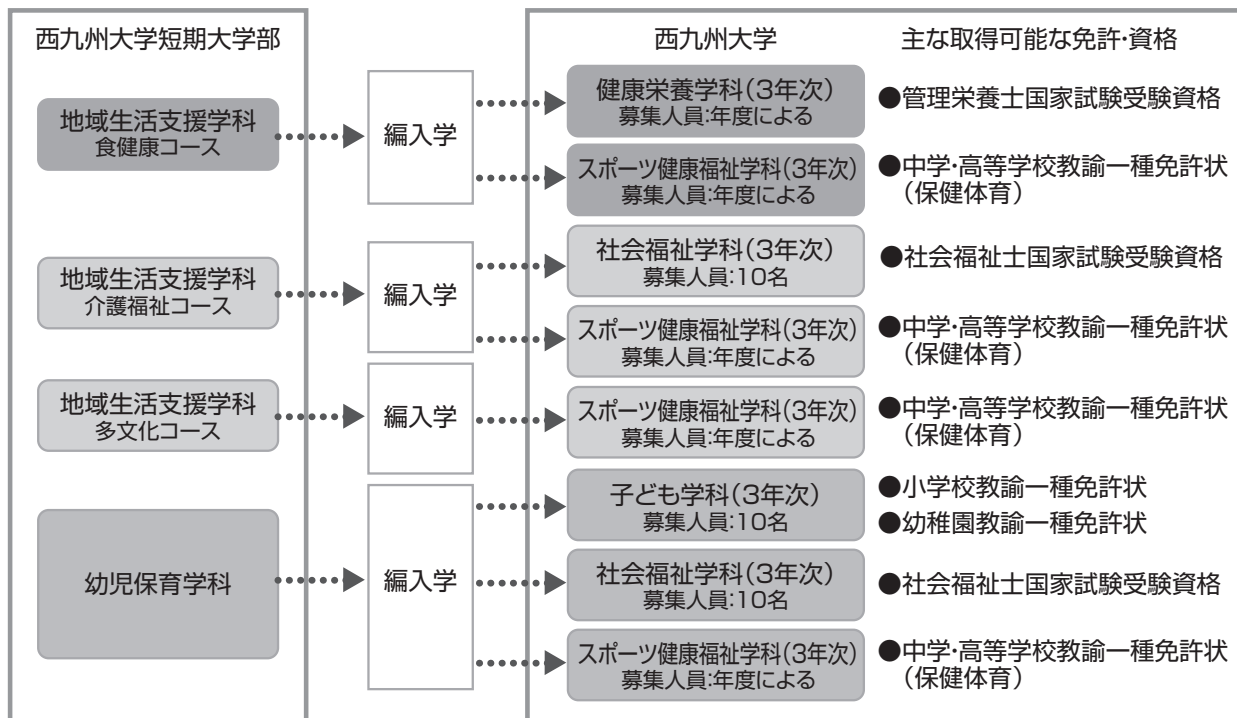 西九州大学短期大学部
西九州大学
主な取得可能な免許・資格
地域生活支援学科
食健康コース
編入学
健康栄養学科(3年次)
募集人員:年度による
●管理栄養士国家試験受験資格
スポーツ健康福祉学科(3年次)
募集人員:年度による
●中学・高等学校教諭一種免許状
(保健体育)
地域生活支援学科
介護福祉コース
編入学
社会福祉学科(3年次)
募集人員:10名
●社会福祉士国家試験受験資格
スポーツ健康福祉学科(3年次)
募集人員:年度による
●中学・高等学校教諭一種免許状
(保健体育)
地域生活支援学科
多文化コース
編入学
スポーツ健康福祉学科(3年次)
募集人員:年度による
●中学・高等学校教諭一種免許状
(保健体育)
幼児保育学科
編入学
子ども学科(3年次)
募集人員:10名
●小学校教諭一種免許状
●幼稚園教諭一種免許状
社会福祉学科(3年次)
募集人員:10名
●社会福祉士国家試験受験資格
スポーツ健康福祉学科(3年次)
募集人員:年度による
●中学・高等学校教諭一種免許状
(保健体育)